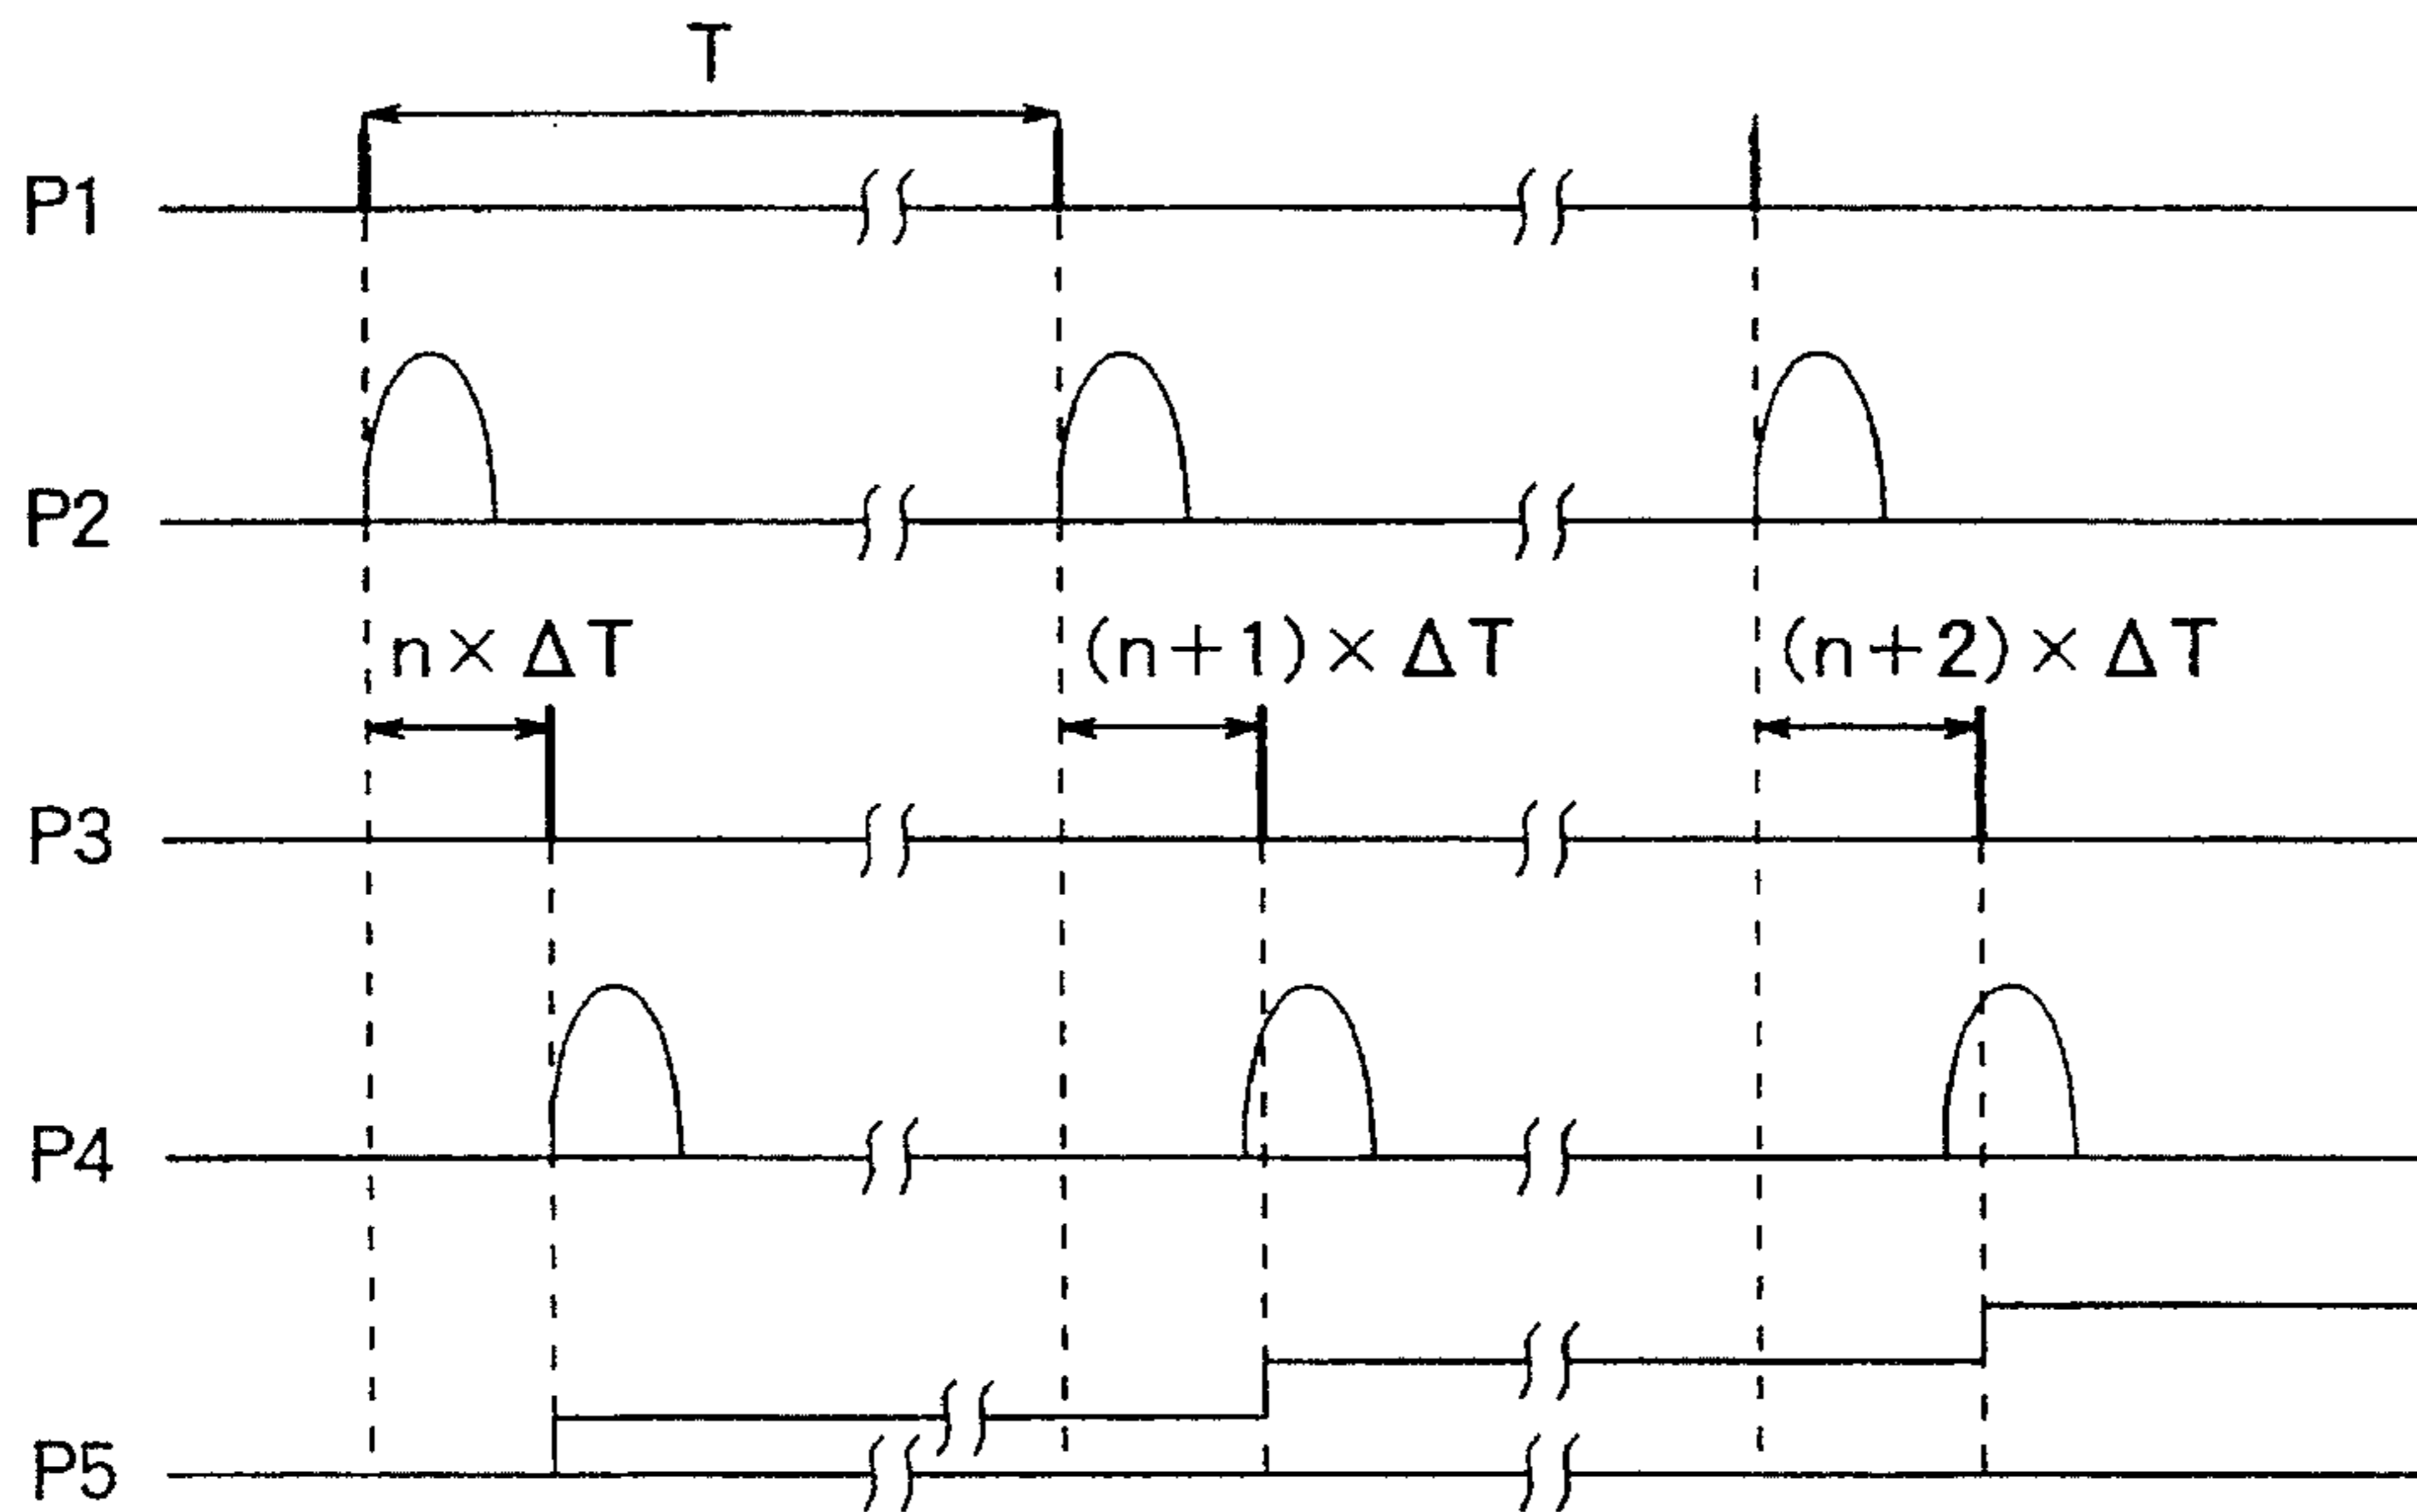 T
P1
P2
n×ΔT (n+1)×ΔT (n+2)×ΔT
P3
P4
P5